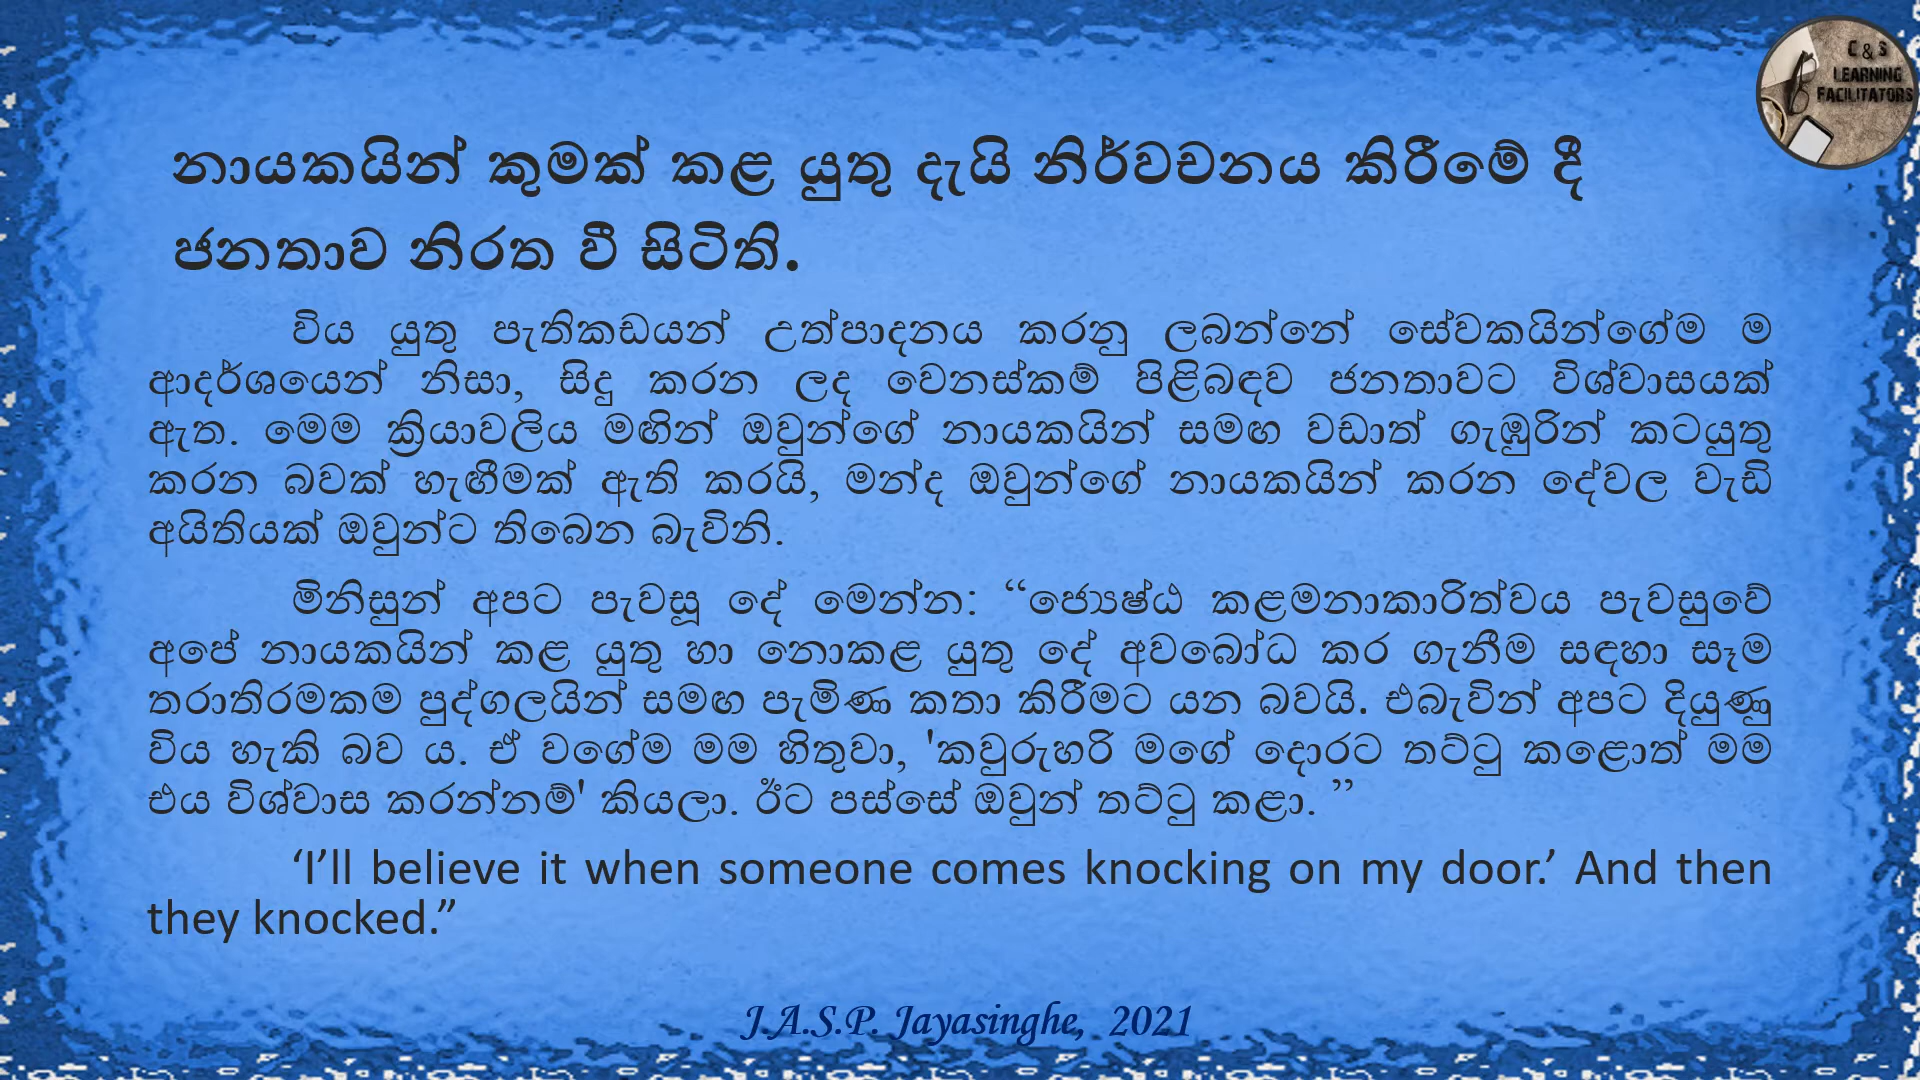 C & S
LEARNING
FACILITATORS
නායකයින් කුමක් කළ යුතු දැයි නිර්වචනය කිරීමේ දී
ජනතාව නිරත වී සිටිති.
විය යුතු පැතිකඩයන් උත්පාදනය කරනු ලබන්නේ සේවකයින්ගේම ම
ආදර්ශයෙන් නිසා, සිදු කරන ලද වෙනස්කම් පිළිබඳව ජනතාවට විශ්වාසයක්
ඇත. මෙම ක්‍රියාවලිය මඟින් ඔවුන්ගේ නායකයින් සමඟ වඩාත් ගැඹුරින් කටයුතු
කරන බවක් හැඟීමක් ඇති කරයි, මන්ද ඔවුන්ගේ නායකයින් කරන දේවල වැඩි
අයිතියක් ඔවුන්ට තිබෙන බැවිනි.
මිනිසුන් අපට පැවසූ දේ මෙන්න: “ජ්‍යෙෂ්ඨ කළමනාකාරිත්වය පැවසුවේ
අපේ නායකයින් කළ යුතු හා නොකළ යුතු දේ අවබෝධ කර ගැනීම සඳහා සෑම
තරාතිරමකම පුද්ගලයින් සමඟ පැමිණ කතා කිරීමට යන බවයි. එබැවින් අපට දියුණු
විය හැකි බව ය. ඒ වගේම මම හිතුවා, 'කවුරුහරි මගේ දොරට තට්ටු කළොත් මම
එය විශ්වාස කරන්නම්' කියලා. ඊට පස්සේ ඔවුන් තට්ටු කළා. ”
‘I’ll believe it when someone comes knocking on my door.’ And then
they knocked.”
J.A.S.P. Jayasinghe, 2021